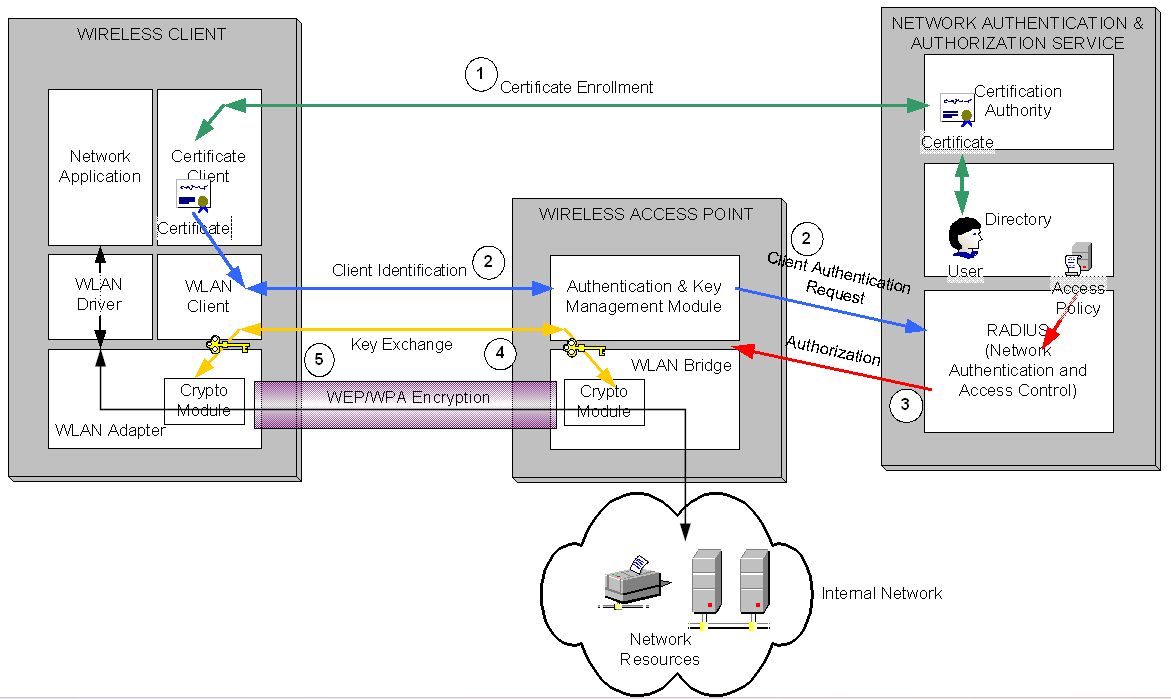 WIRELESS CLIENT
Network
Application
Certificate
Client
Certificate
WLAN
Driver
WLAN
Client
Crypto
Module
WLAN Adapter
1
Certificate Enrollment
Client Identification
2
Key Exchange
5
4
WEP/WPA Encryption
WIRELESS ACCESS POINT
Authentication & Key
Management Module
WLAN Bridge
Crypto
Module
2
Client Authentication
Request
Authorization
3
NETWORK AUTHENTICATION &
AUTHORIZATION SERVICE
Certification
Authority
Certificate
Directory
User
Access
Policy
RADIUS
(Network
Authentication and
Access Control)
Internal Network
Network
Resources